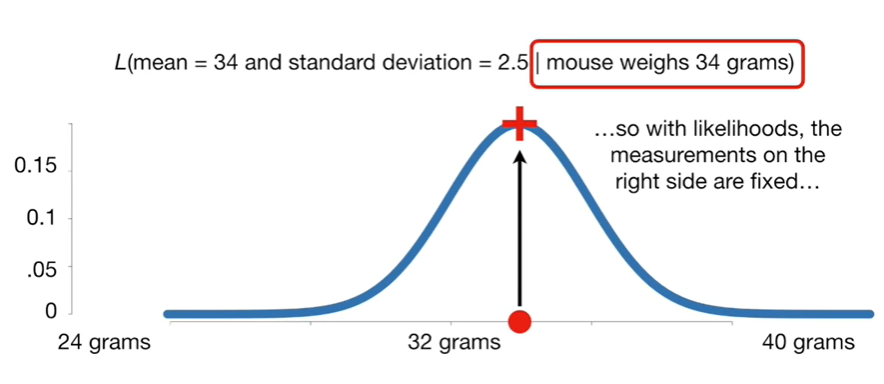 L(mean = 34 and standard deviation = 2.5 | mouse weighs 34 grams)
…so with likelihoods, the
measurements on the
right side are fixed…
0.15
0.1
.05
0
24 grams
32 grams
40 grams